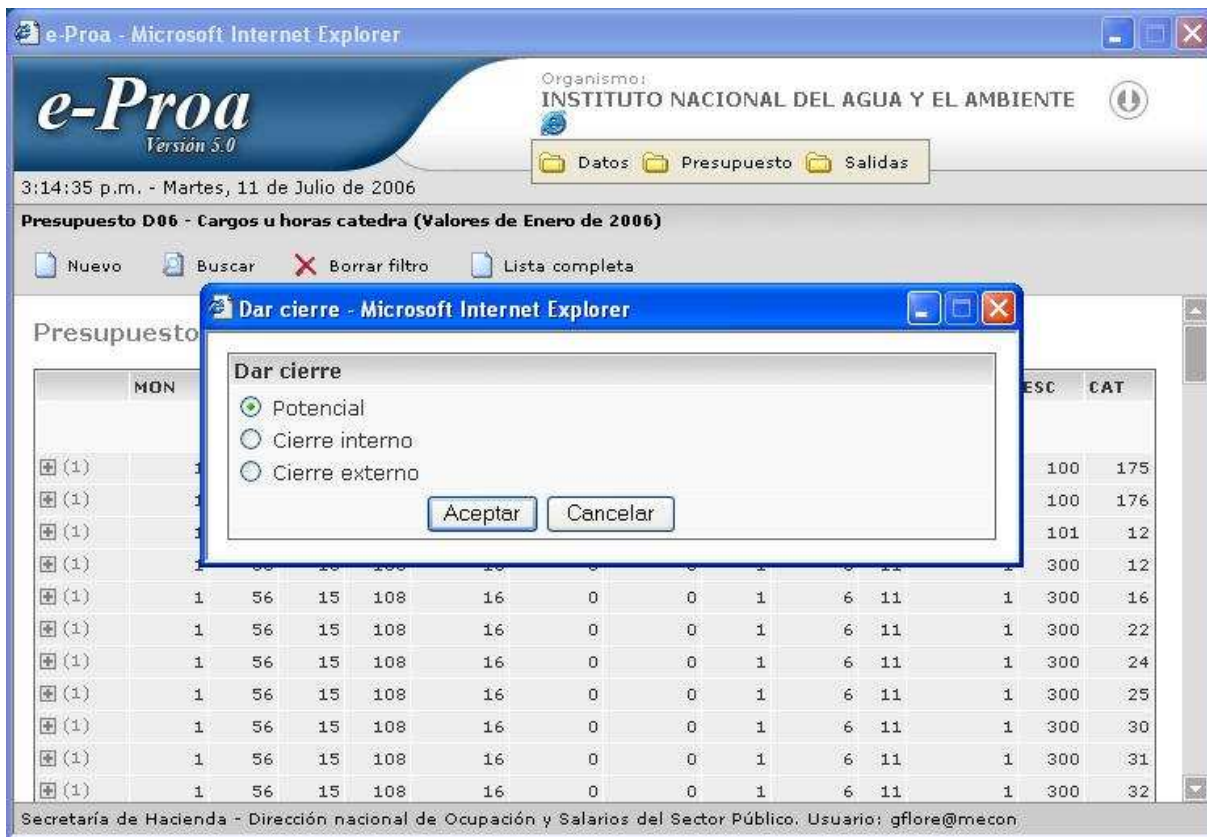 e-Proa - Microsoft Internet Explorer
e-Proa
Versión 5.0
Organismo:
INSTITUTO NACIONAL DEL AGUA Y EL AMBIENTE
Datos Presupuesto Salidas
3:14:35 p.m. - Martes, 11 de Julio de 2006
Presupuesto D06 - Cargos u horas catedra (Valores de Enero de 2006)
Nuevo Buscar Borrar filtro Lista completa
Presupuesto
Dar cierre - Microsoft Internet Explorer
Dar cierre
Potencial
Cierre interno
Cierre externo
Aceptar Cancelar
MON ESC CAT
(1) 1 100 175
(1) 1 100 176
(1) 1 101 12
(1) 1 300 12
(1) 1 56 15 108 16 0 0 1 6 11 1 300 16
(1) 1 56 15 108 16 0 0 1 6 11 1 300 22
(1) 1 56 15 108 16 0 0 1 6 11 1 300 24
(1) 1 56 15 108 16 0 0 1 6 11 1 300 25
(1) 1 56 15 108 16 0 0 1 6 11 1 300 30
(1) 1 56 15 108 16 0 0 1 6 11 1 300 31
(1) 1 56 15 108 16 0 0 1 6 11 1 300 32
Secretaría de Hacienda - Dirección nacional de Ocupación y Salarios del Sector Público. Usuario: gflore@mecon